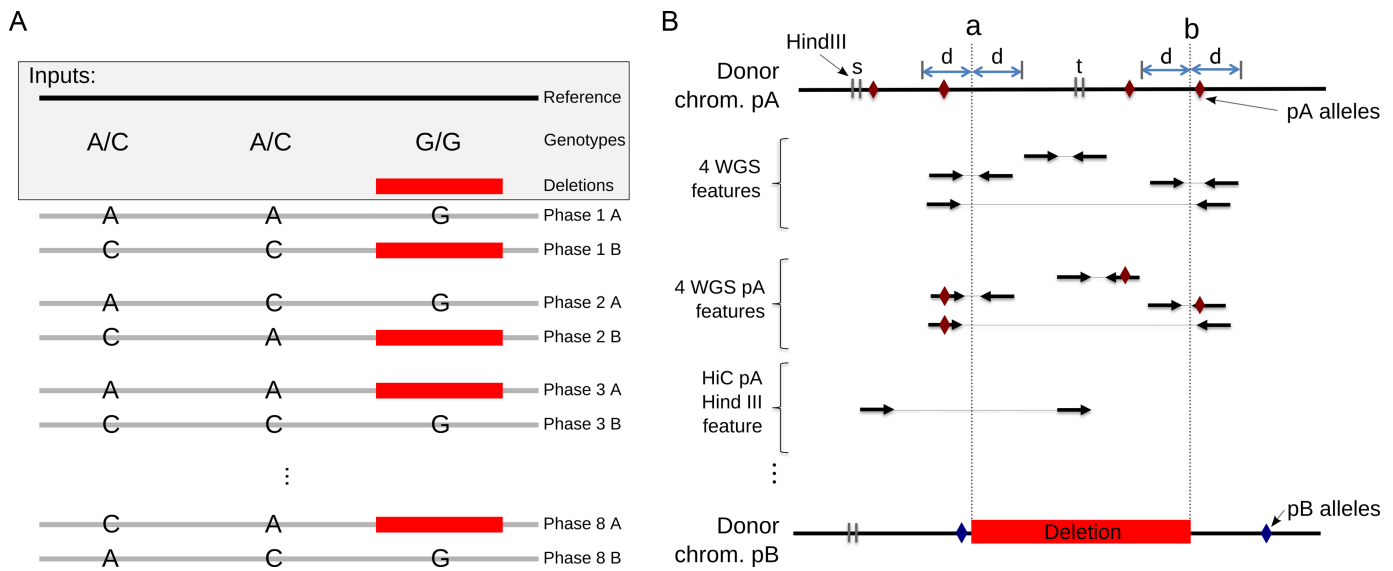 A
Inputs:
Reference
A/C A/C G/G Genotypes
Deletions
A A G Phase 1 A
C C Phase 1 B
A C G Phase 2 A
C A Phase 2 B
A A Phase 3 A
C C G Phase 3 B
⋮
C A Phase 8 A
A C G Phase 8 B
B
a b
HindIII
s d d t d d
Donor
chrom. pA
pA alleles
4 WGS
features
4 WGS pA
features
HiC pA
Hind III
feature
⋮
pB alleles
Donor
chrom. pB
Deletion